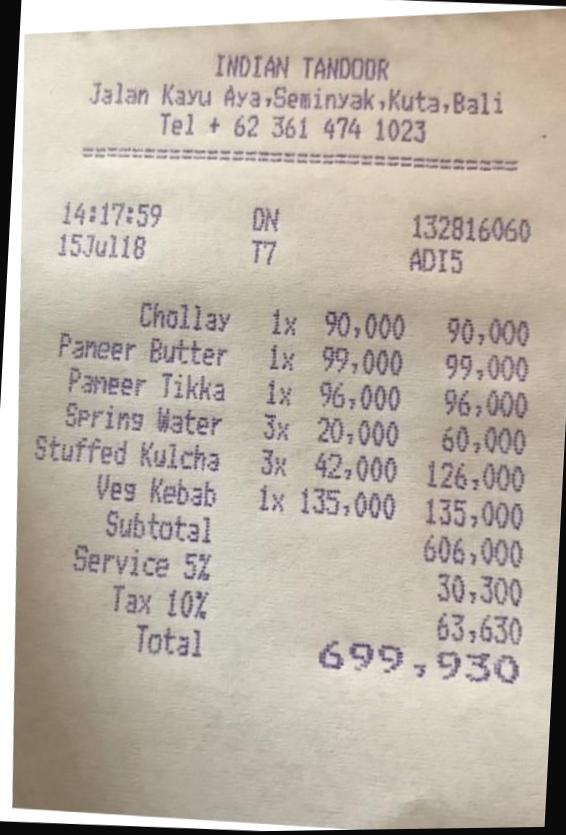 INDIAN TANDOOR
Jalan Kayu Aya,Seminyak,Kuta,Bali
Tel + 62 361 474 1023
==================================
14:17:59 DN 132816060
15Jul18 T7 ADI5
Chollay 1x 90,000 90,000
Paneer Butter 1x 99,000 99,000
Paneer Tikka 1x 96,000 96,000
Spring Water 3x 20,000 60,000
Stuffed Kulcha 3x 42,000 126,000
Veg Kebab 1x 135,000 135,000
Subtotal 606,000
Service 5% 30,300
Tax 10% 63,630
Total 699,930